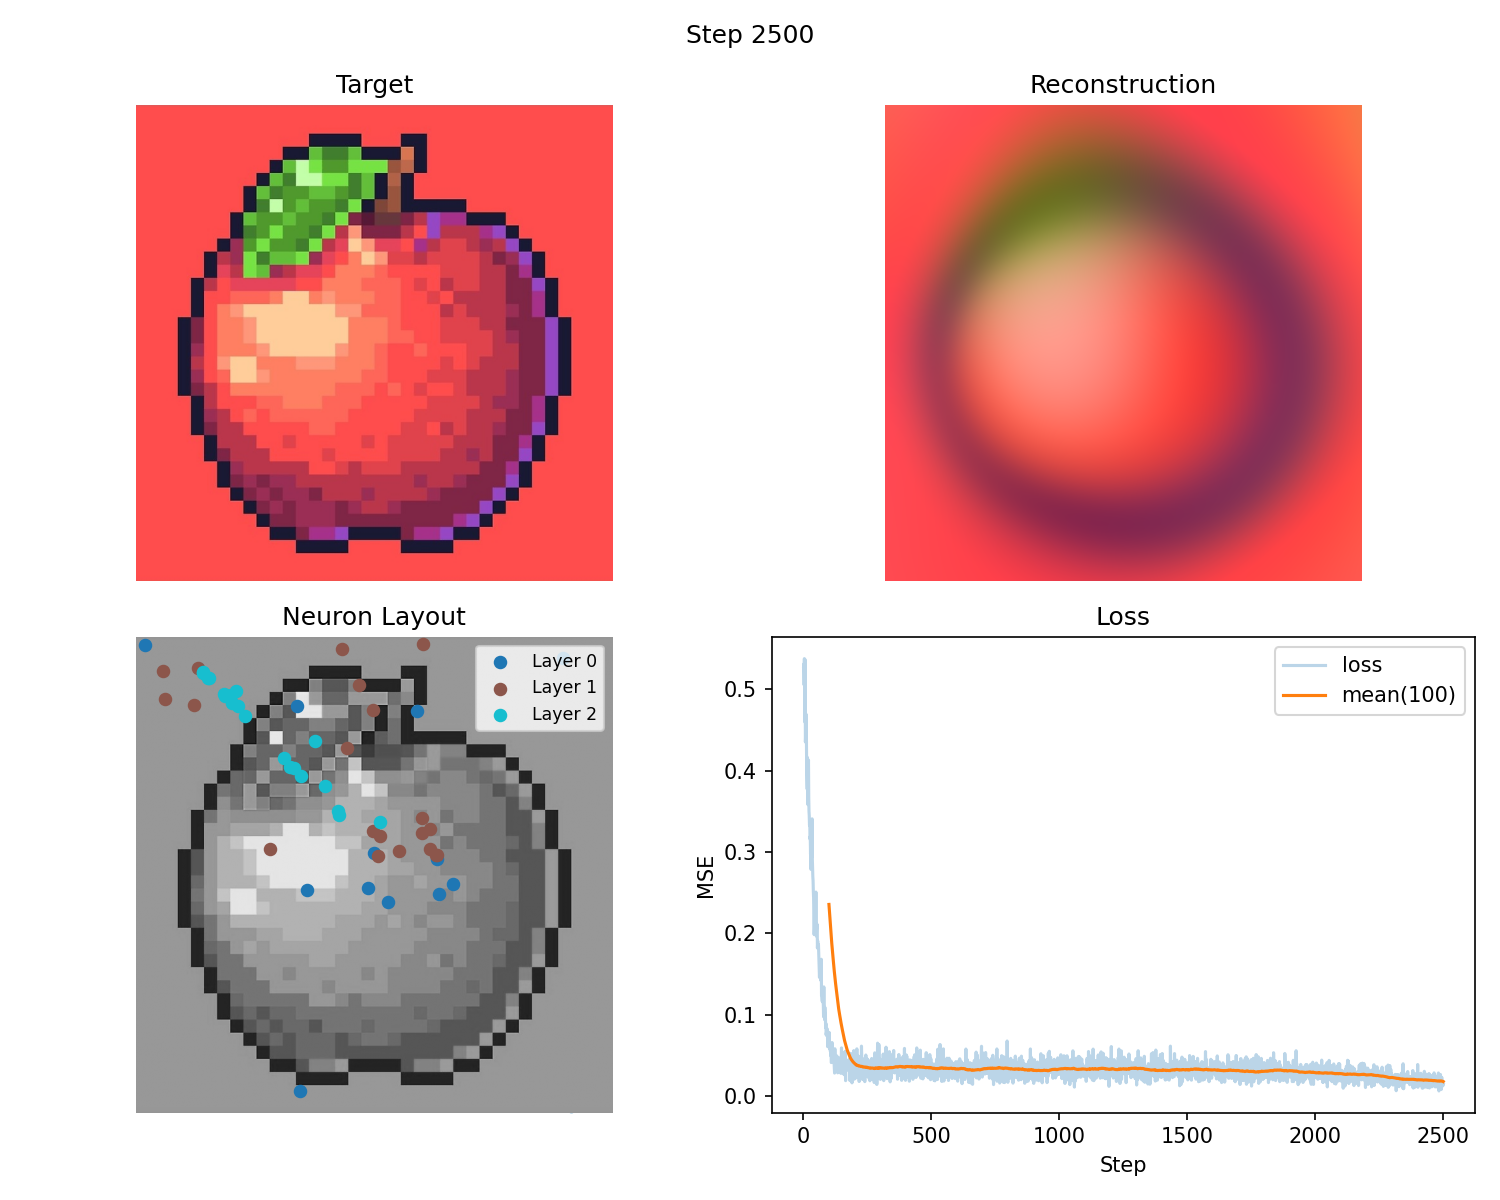 Step 2500
Target
Reconstruction
Neuron Layout
Layer 0
Layer 1
Layer 2
Loss
loss
mean(100)
MSE
0.5
0.4
0.3
0.2
0.1
0.0
0 500 1000 1500 2000 2500
Step